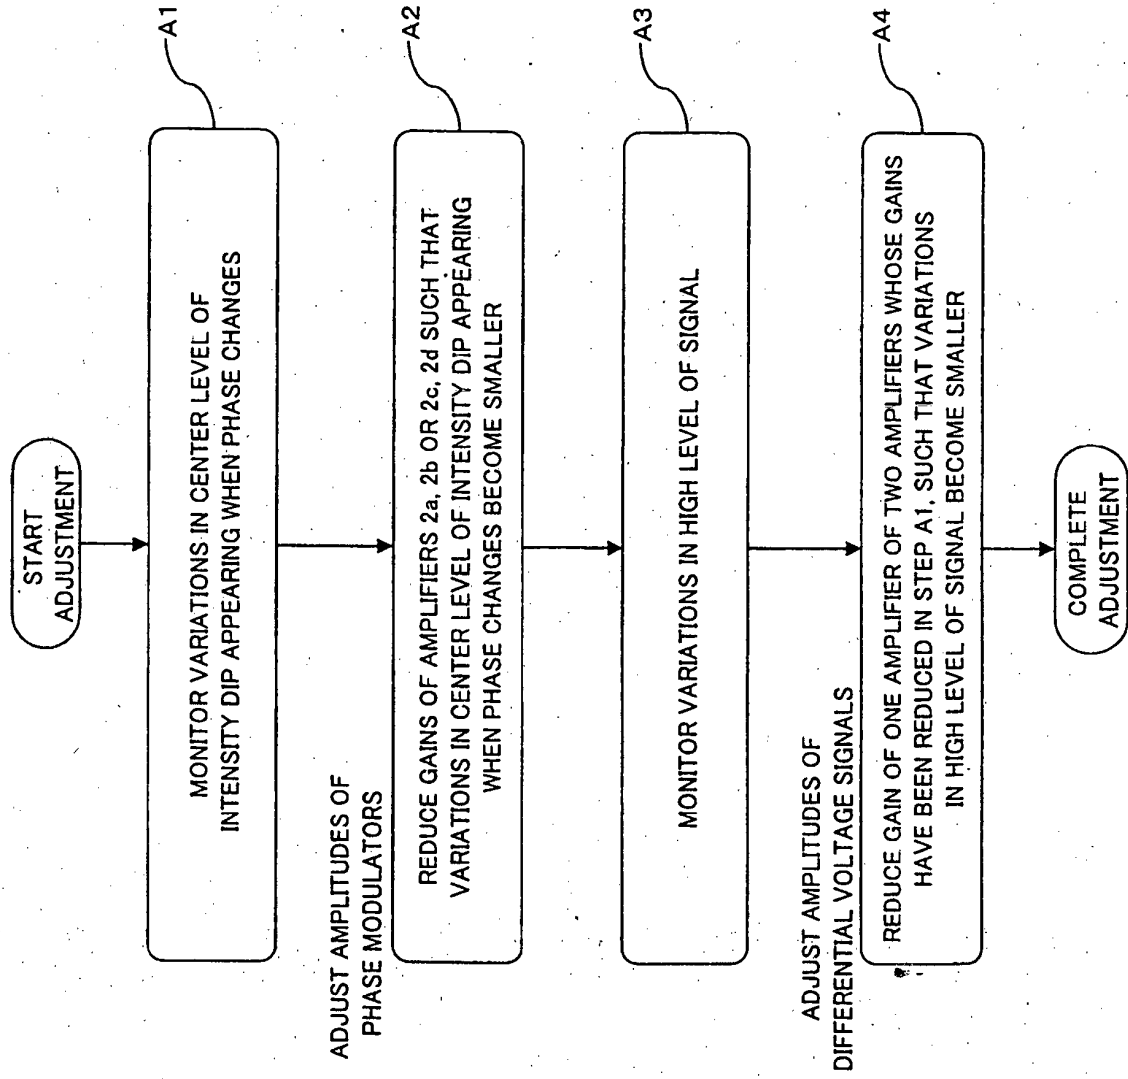 START
ADJUSTMENT
A1
MONITOR VARIATIONS IN CENTER LEVEL OF
INTENSITY DIP APPEARING WHEN PHASE CHANGES
ADJUST AMPLITUDES OF
PHASE MODULATORS
A2
REDUCE GAINS OF AMPLIFIERS 2a, 2b OR 2c, 2d SUCH THAT
VARIATIONS IN CENTER LEVEL OF INTENSITY DIP APPEARING
WHEN PHASE CHANGES BECOME SMALLER
A3
MONITOR VARIATIONS IN HIGH LEVEL OF SIGNAL
ADJUST AMPLITUDES OF
DIFFERENTIAL VOLTAGE SIGNALS
A4
REDUCE GAIN OF ONE AMPLIFIER OF TWO AMPLIFIERS WHOSE GAINS
HAVE BEEN REDUCED IN STEP A1, SUCH THAT VARIATIONS
IN HIGH LEVEL OF SIGNAL BECOME SMALLER
COMPLETE
ADJUSTMENT